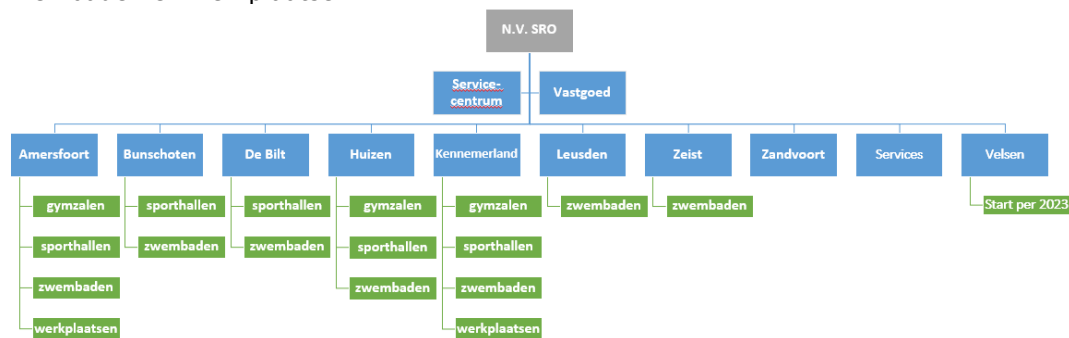 N.V. SRO
Service-
centrum
Vastgoed
Amersfoort
Bunschoten
De Bilt
Huizen
Kennemerland
Leusden
Zeist
Zandvoort
Services
Velsen
gymzalen
sporthallen
sporthallen
gymzalen
gymzalen
zwembaden
zwembaden
Start per 2023
sporthallen
zwembaden
zwembaden
sporthallen
sporthallen
zwembaden
zwembaden
zwembaden
werkplaatsen
werkplaatsen